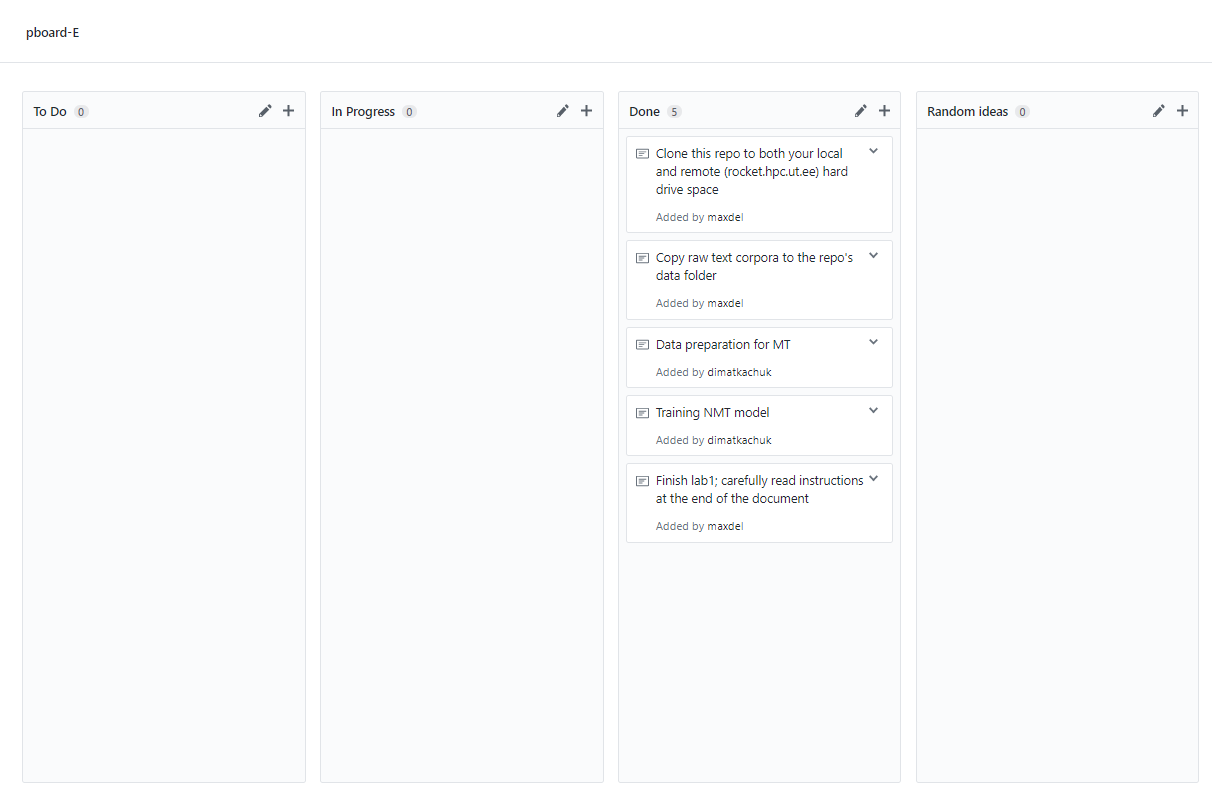 pboard-E
To Do 0
In Progress 0
Done 5
Random ideas 0
Clone this repo to both your local
and remote (rocket.hpc.ut.ee) hard
drive space
Added by maxdel
Copy raw text corpora to the repo's
data folder
Added by maxdel
Data preparation for MT
Added by dimatkachuk
Training NMT model
Added by dimatkachuk
Finish lab1; carefully read instructions
at the end of the document
Added by maxdel